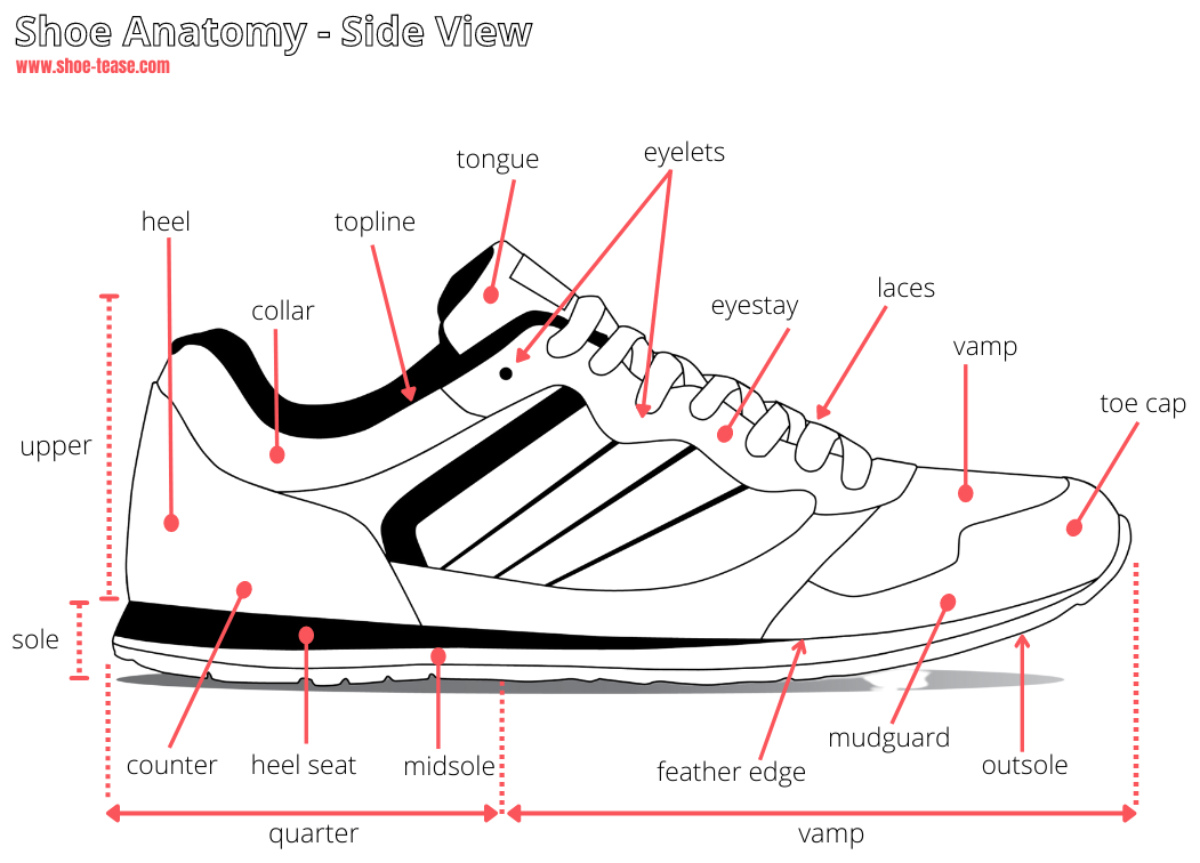 Shoe Anatomy - Side View
www.shoe-tease.com
tongue
eyelets
heel
topline
collar
eyestay
laces
vamp
toe cap
upper
sole
counter
heel seat
midsole
feather edge
mudguard
outsole
quarter
vamp